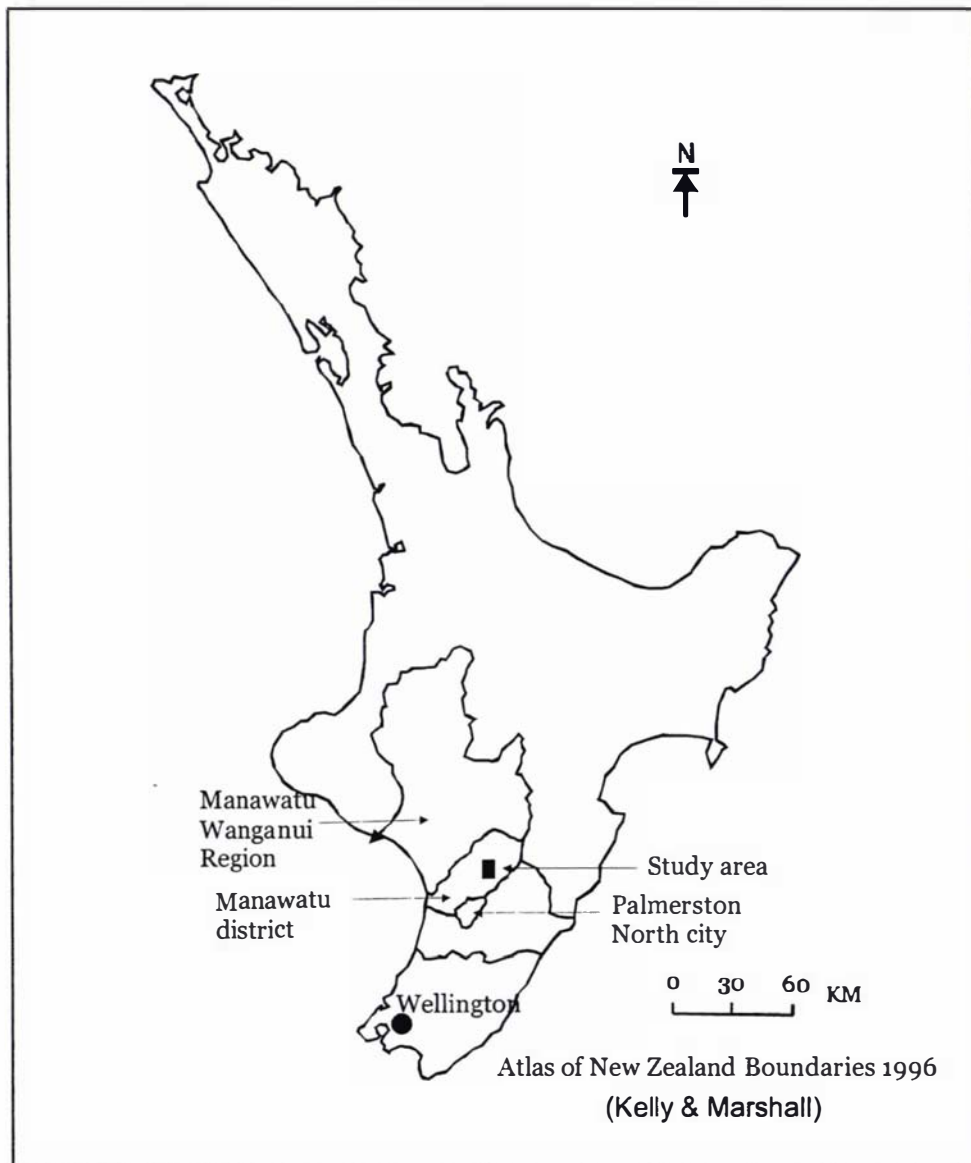 N
Manawatu
Wanganui
Region
Study area
Manawatu
district
Palmerston
North city
0 30 60 KM
Wellington
Atlas of New Zealand Boundaries 1996
(Kelly & Marshall)